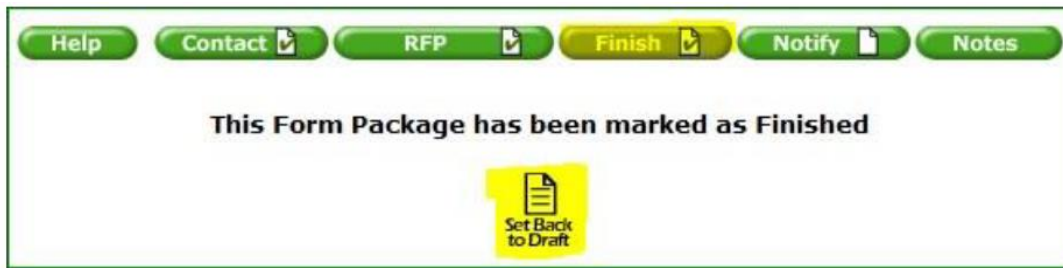 Help Contact RFP Finish Notify Notes
This Form Package has been marked as Finished
Set Back
to Draft